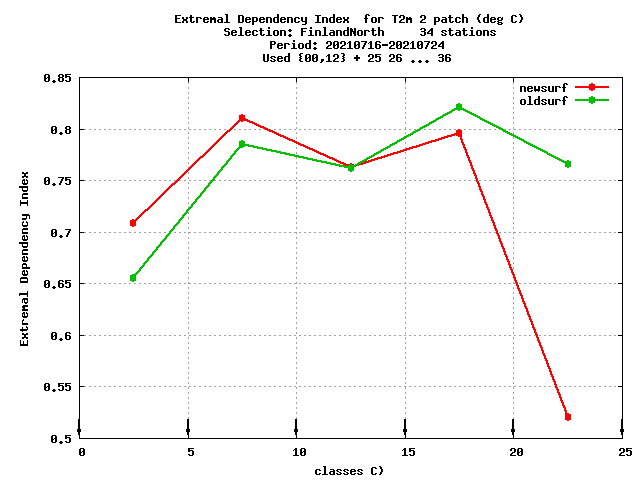 Extremal Dependency Index  for T2m 2 patch (deg C)
Selection: FinlandNorth     34 stations
Period: 20210716-20210724
Used {00,12} + 25 26 ... 36
newsurf
oldsurf
0.85
0.8
0.75
0.7
0.65
0.6
0.55
0.5
Extremal Dependency Index
0 5 10 15 20 25
classes C)